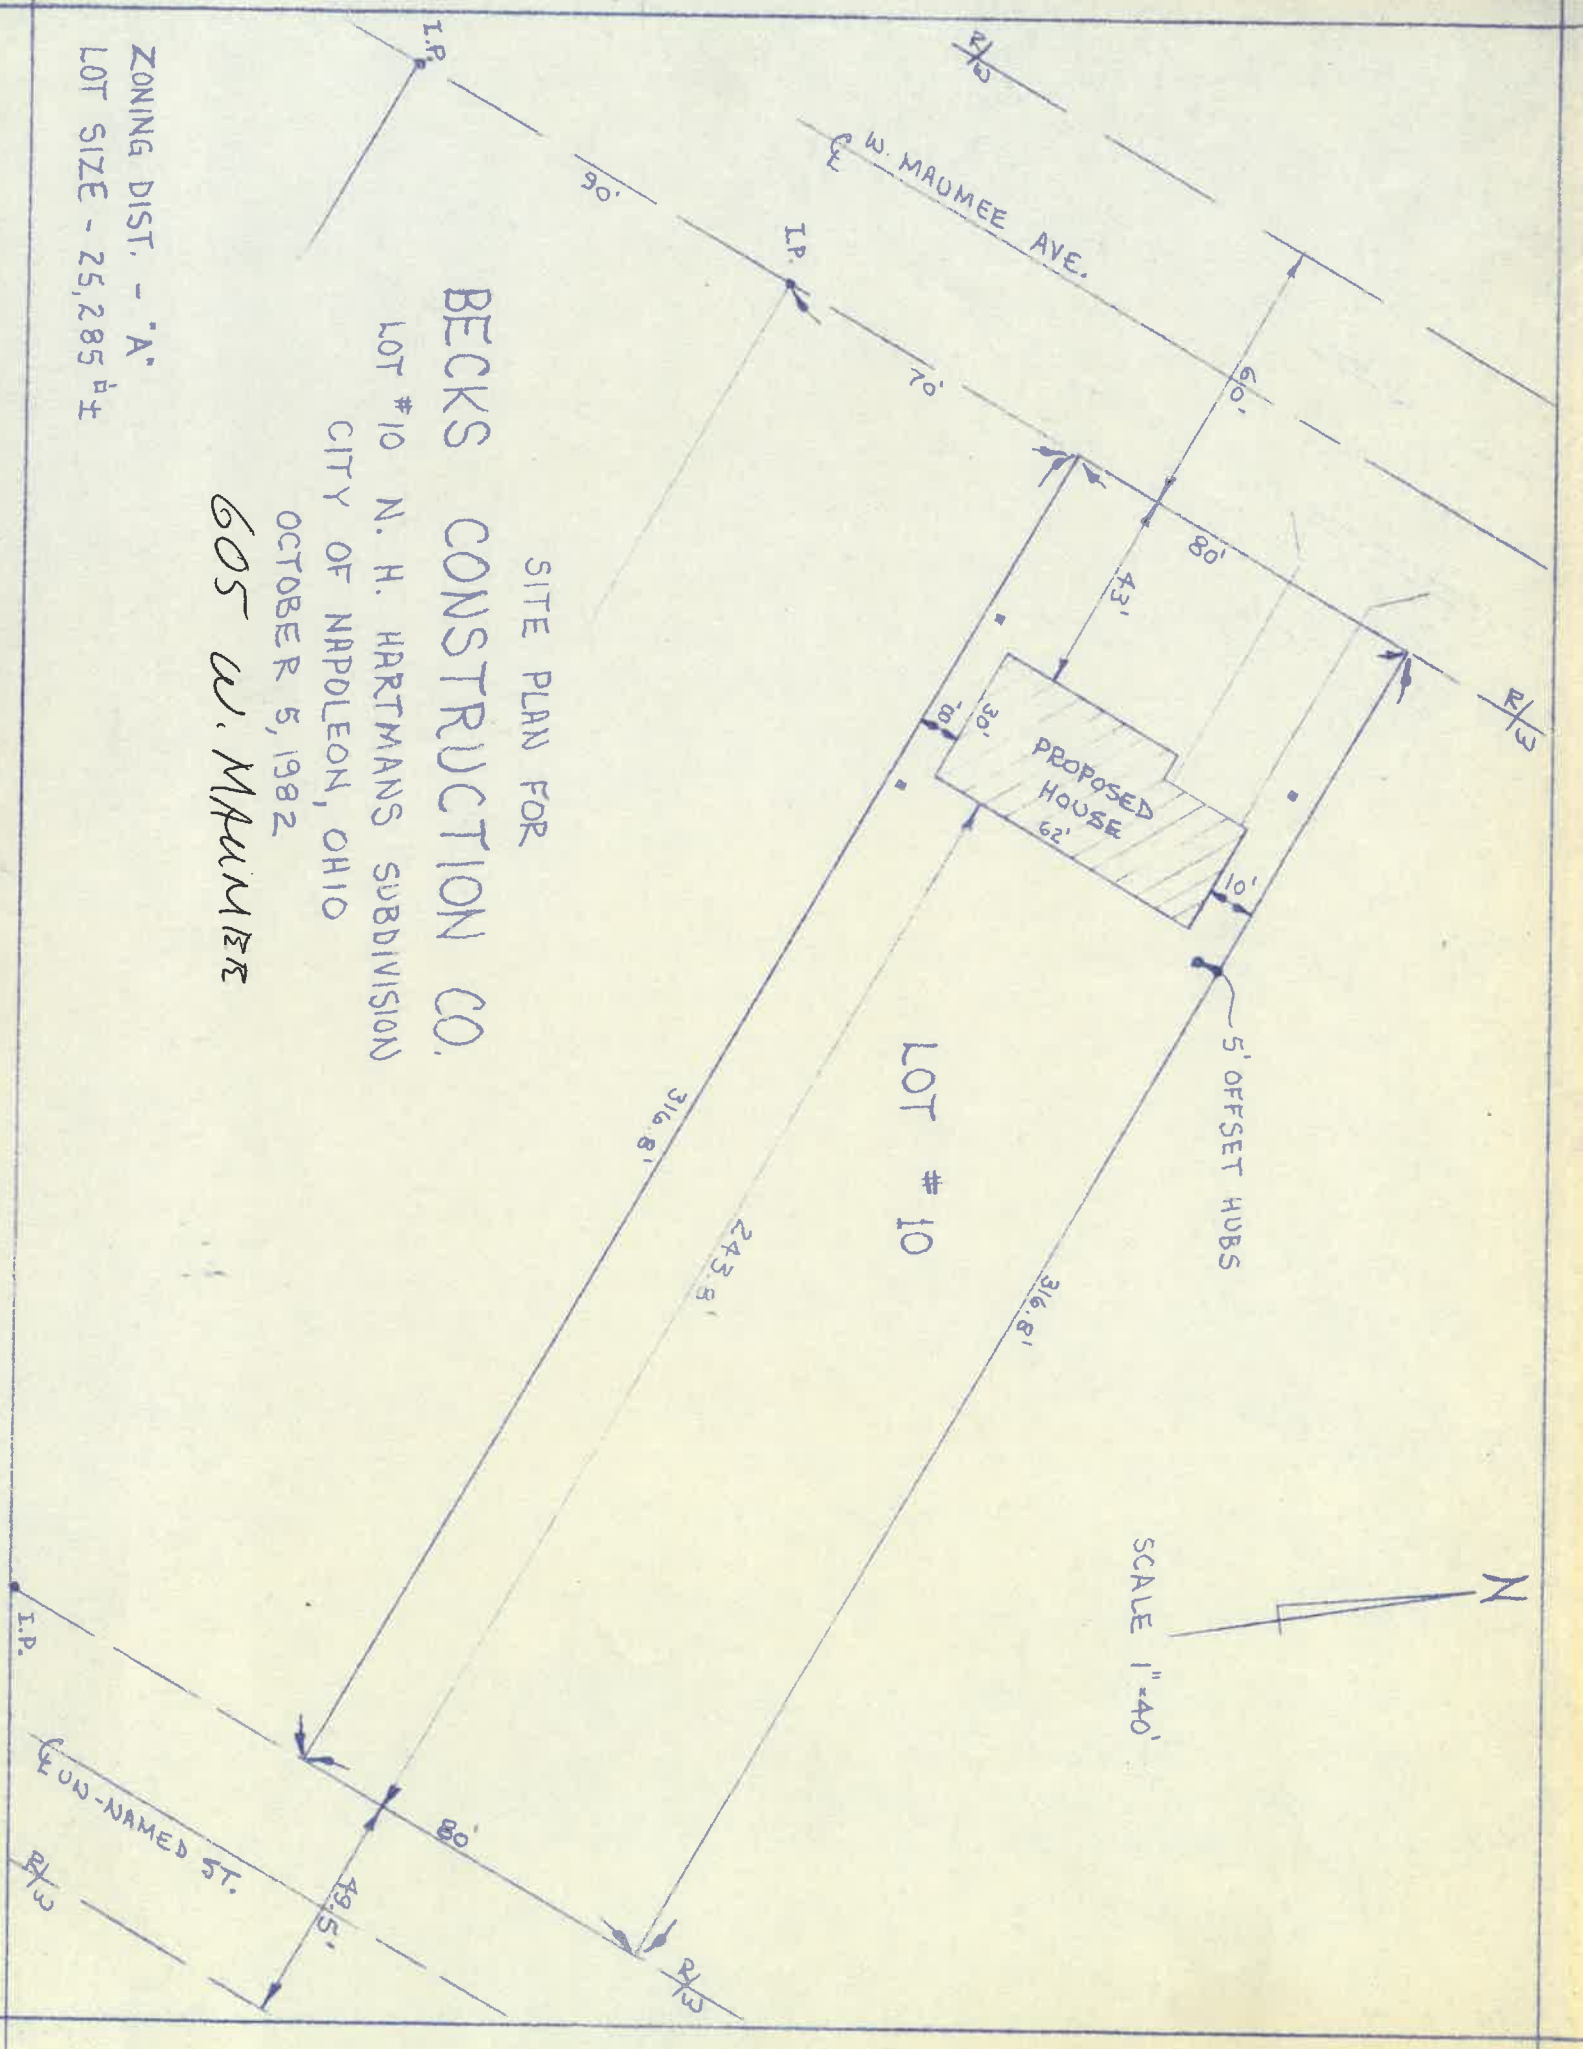 SITE PLAN FOR
BECKS CONSTRUCTION CO.
LOT #10 N. H. HARTMANS SUBDIVISION
CITY OF NAPOLEON, OHIO
OCTOBER 5, 1982
605 W. MAUMEE
ZONING DIST. - "A"
LOT SIZE - 25,285 ±
N
SCALE 1"=40'
R/W
℄ W. MAUMEE AVE.
60'
I.P.
90'
I.P.
70'
80'
R/W
43'
PROPOSED
HOUSE
62'
30'
8'
10'
5' OFFSET HUBS
LOT #10
316.8'
316.8'
243.8'
80'
R/W
49.5'
℄ UN-NAMED ST.
R/W
I.P.